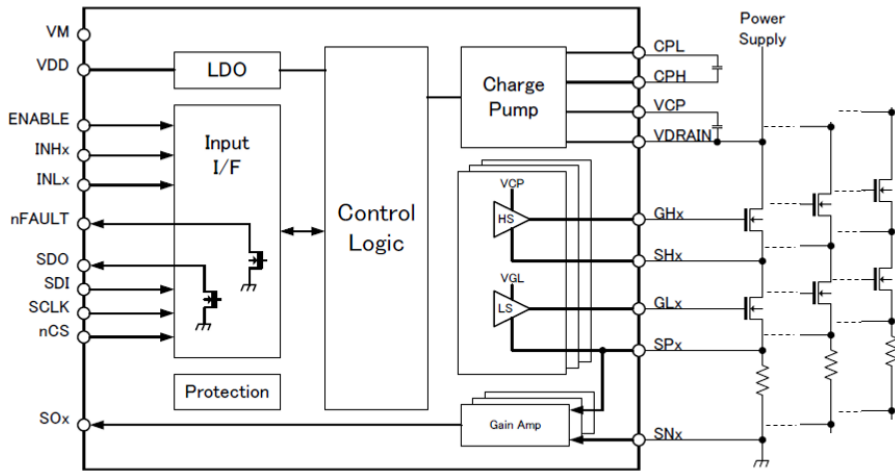 VM
VDD
ENABLE
INHx
INLx
nFAULT
SDO
SDI
SCLK
nCS
SOx
LDO
Input
I/F
Protection
Control
Logic
Charge
Pump
VCP
HS
VGL
LS
Gain Amp
CPL
CPH
VCP
VDRAIN
GHx
SHx
GLx
SPx
SNx
Power
Supply